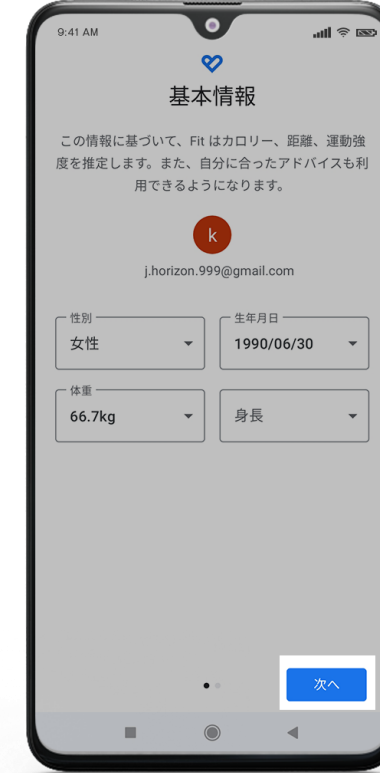 9:41 AM
基本情報
この情報に基づいて、Fit はカロリー、距離、運動強
度を推定します。また、自分に合ったアドバイスも利
用できるようになります。
k
j.horizon.999@gmail.com
性別
生年月日
女性
1990/06/30
体重
66.7kg
身長
次へ